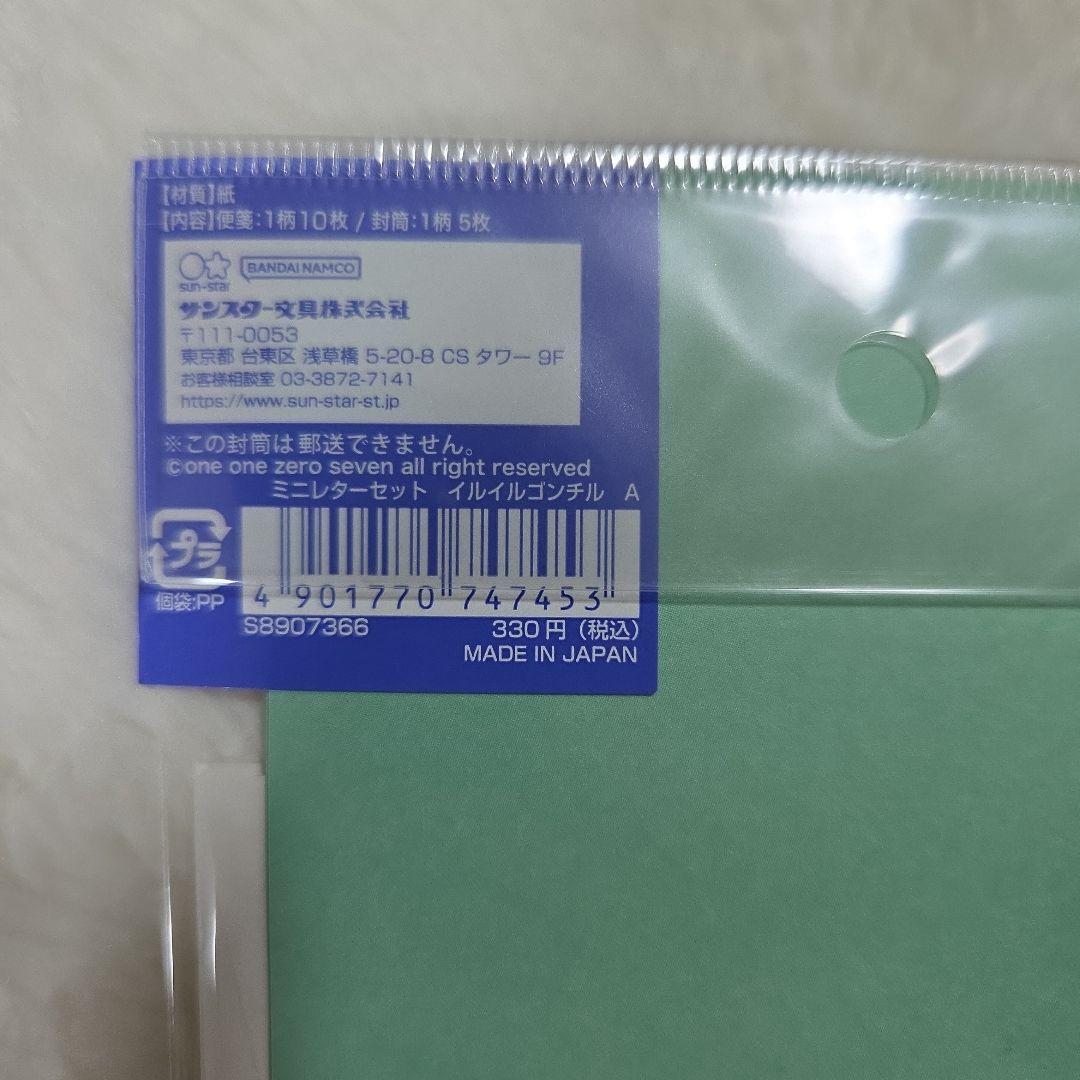 【材質】紙
【内容】便箋：1柄10枚 / 封筒：1柄 5枚
sun-star
BANDAI NAMCO
サンスター文具株式会社
〒111-0053
東京都 台東区 浅草橋 5-20-8 CS タワー 9F
お客様相談室 03-3872-7141
https://www.sun-star-st.jp
※この封筒は郵送できません。
©one one zero seven all right reserved
ミニレターセット イルイルゴンチル A
プラ
個袋:PP
4 901770 747453
S8907366
330円（税込）
MADE IN JAPAN